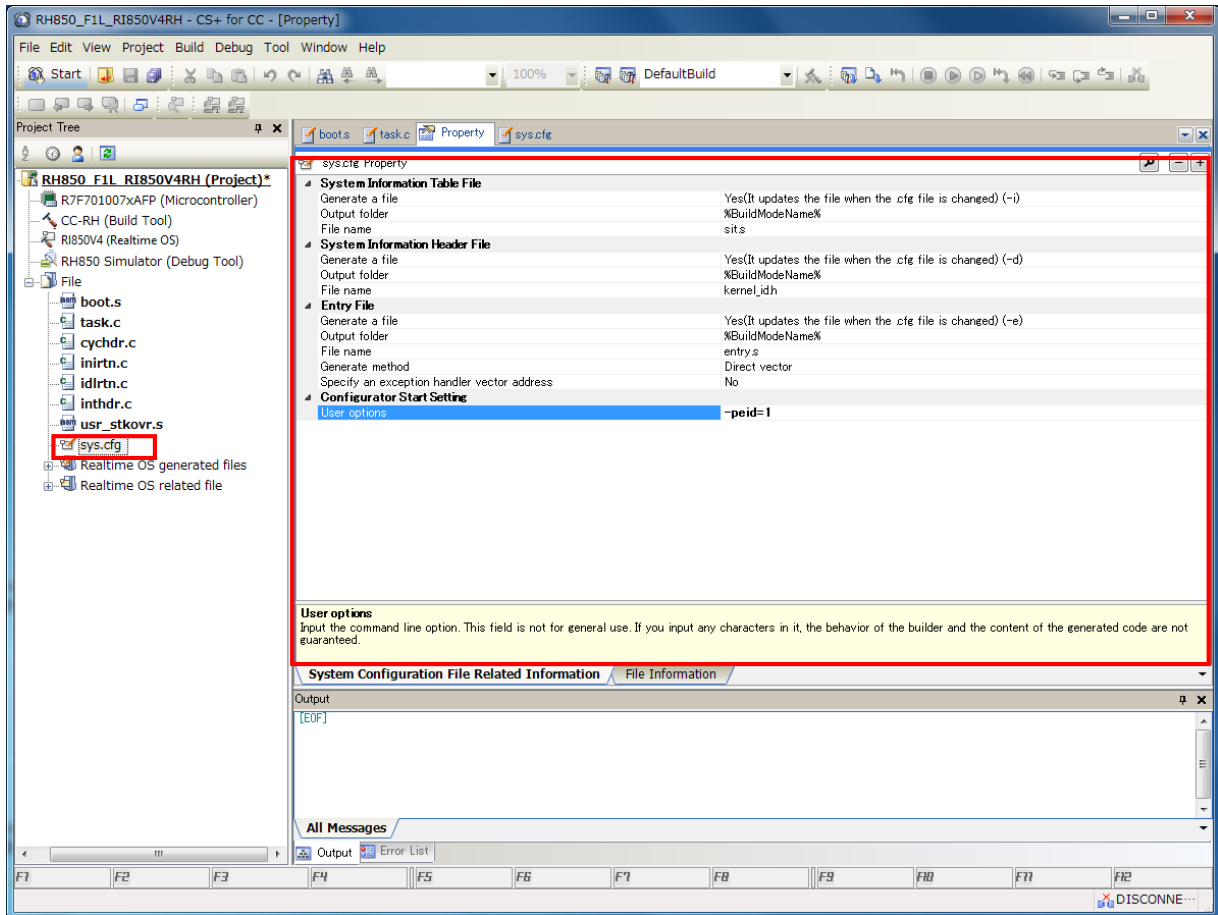 RH850_F1L_RI850V4RH - CS+ for CC - [Property]
File Edit View Project Build Debug Tool Window Help
Start 100% DefaultBuild
Project Tree
boot.s task.c Property sys.cfg
sys.cfg Property
RH850_F1L_RI850V4RH (Project)*
R7F701007xAFP (Microcontroller)
CC-RH (Build Tool)
RI850V4 (Realtime OS)
RH850 Simulator (Debug Tool)
File
boot.s
task.c
cychdr.c
inirtn.c
idlrtn.c
inthdr.c
usr_stkovr.s
sys.cfg
Realtime OS generated files
Realtime OS related file
System Information Table File
Generate a file Yes(It updates the file when the .cfg file is changed) (-i)
Output folder %BuildModeName%
File name sit.s
System Information Header File
Generate a file Yes(It updates the file when the .cfg file is changed) (-d)
Output folder %BuildModeName%
File name kernel_id.h
Entry File
Generate a file Yes(It updates the file when the .cfg file is changed) (-e)
Output folder %BuildModeName%
File name entry.s
Generate method Direct vector
Specify an exception handler vector address No
Configurator Start Setting
User options -peid=1
User options
Input the command line option. This field is not for general use. If you input any characters in it, the behavior of the builder and the content of the generated code are not
guaranteed.
System Configuration File Related Information File Information
Output
[EOF]
All Messages
Output Error List
F1 F2 F3 F4 F5 F6 F7 F8 F9 F10 F11 F12
DISCONNE...